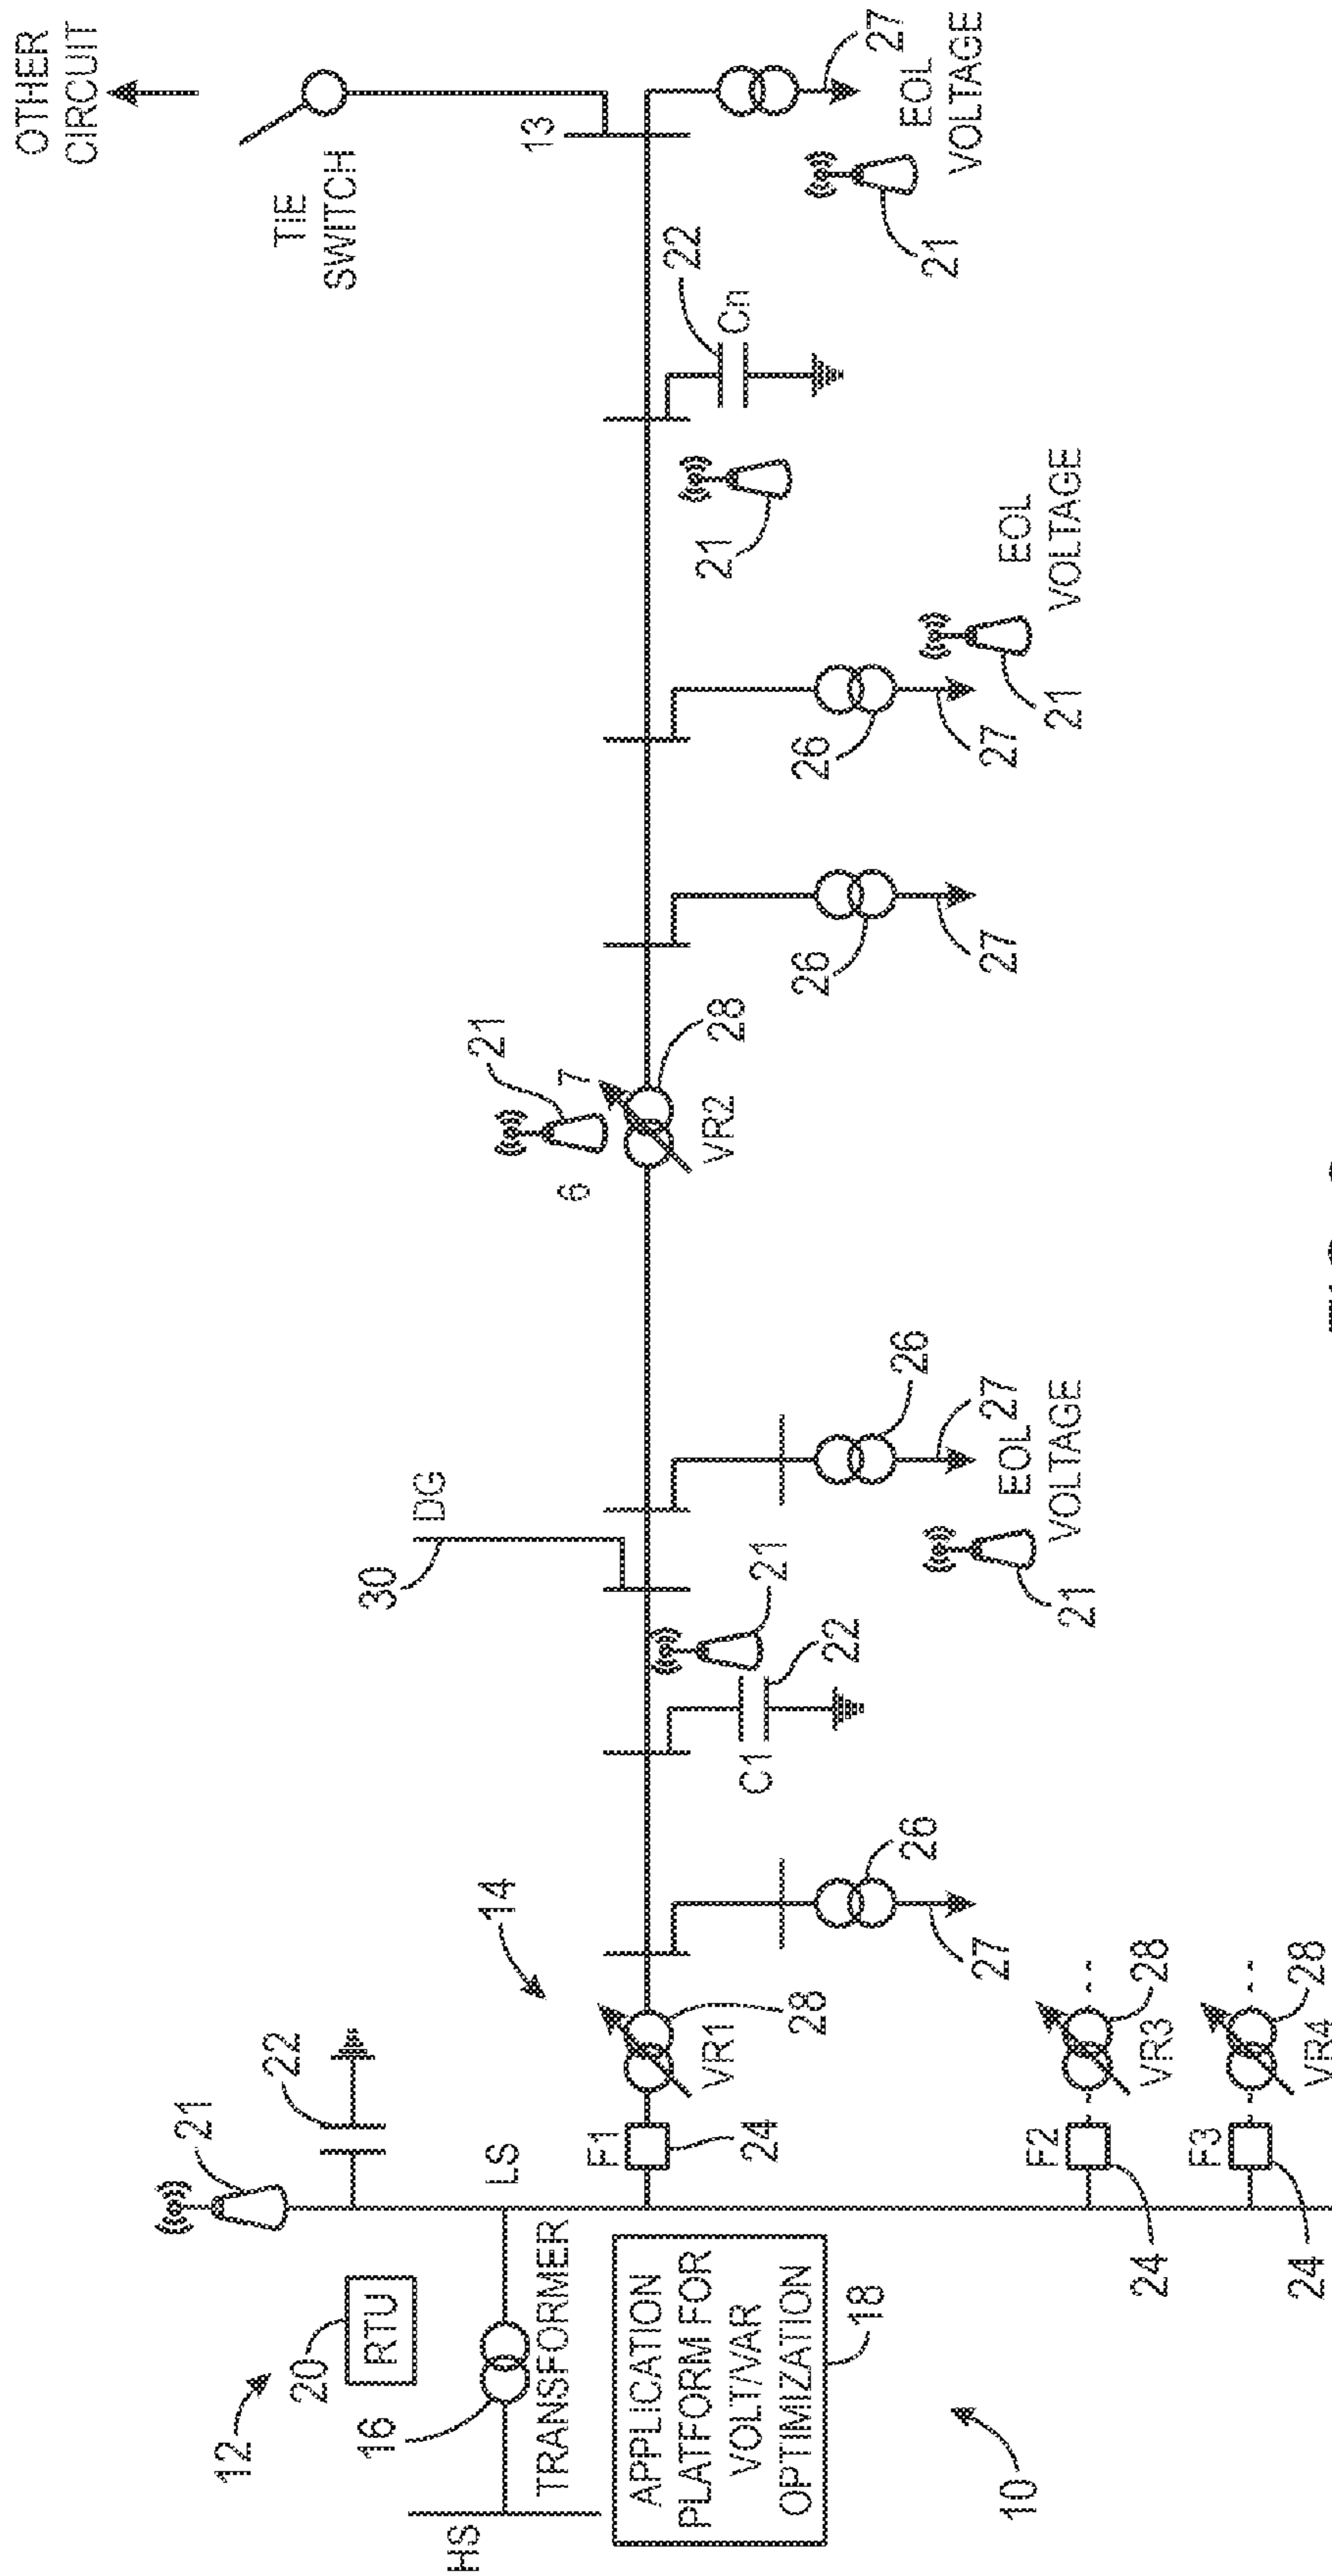 12
20
RTU
21
22
16
TRANSFORMER
HS
LS
APPLICATION
PLATFORM FOR
VOLT/VAR
OPTIMIZATION
18
10
14
F1
24
VR1
28
F2
24
VR3
28
F3
24
VR4
28
26
27
C1
22
21
30
DG
26
27
EOL
VOLTAGE
21
6
7
21
28
VR2
26
27
26
27
21
EOL
VOLTAGE
21
22
Cn
13
TIE
SWITCH
OTHER
CIRCUIT
27
EOL
VOLTAGE
21